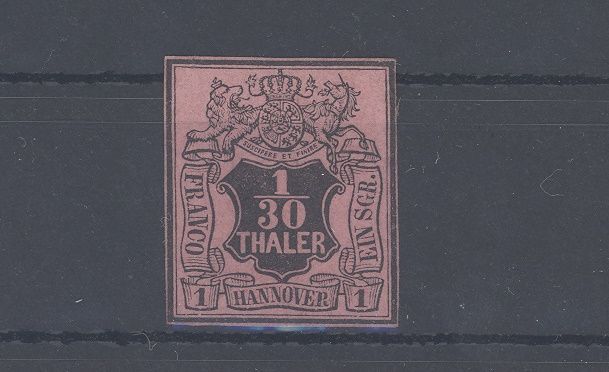 SUSCIPERE ET FINIRE
FRANCO
1
30
THALER
EIN SGR.
1 HANNOVER 1